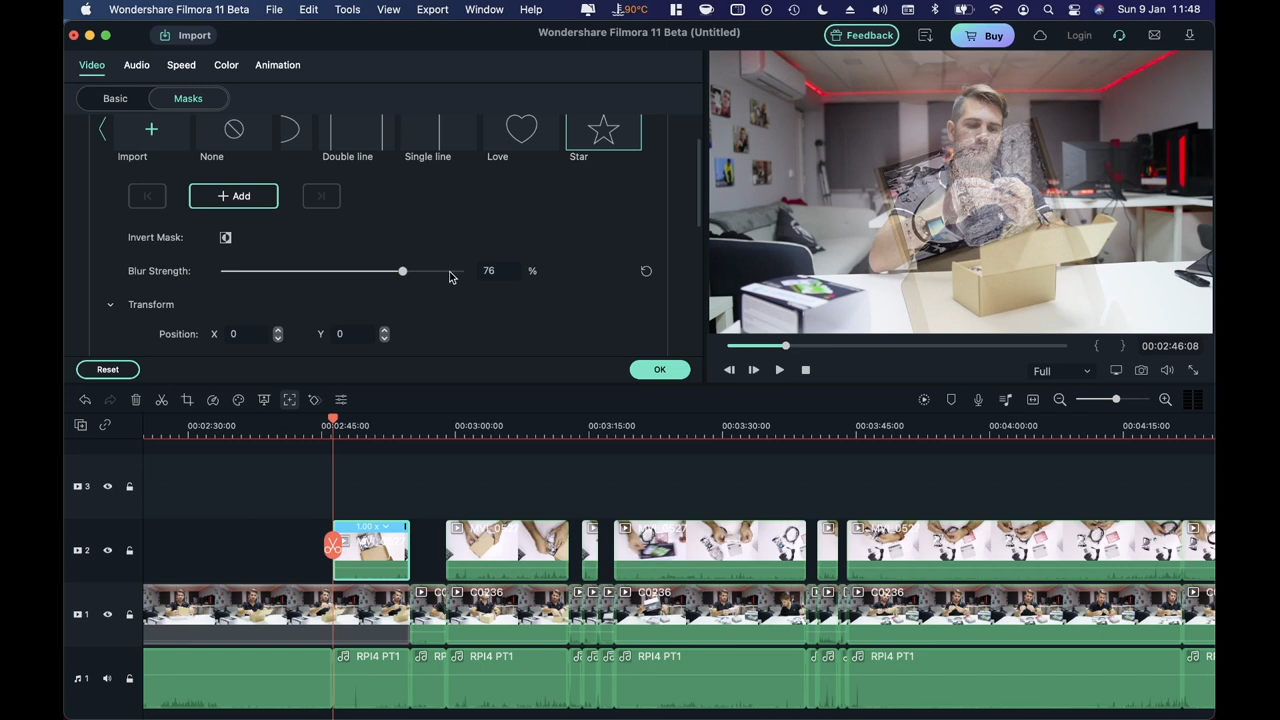 Wondershare Filmora 11 Beta File Edit Tools View Export Window Help 90°C Sun 9 Jan 11:48
Import Wondershare Filmora 11 Beta (Untitled) Feedback Buy Login
Video Audio Speed Color Animation
Basic Masks
Import None Double line Single line Love Star
Add
Invert Mask:
Blur Strength: 76 %
Transform
Position: X 0 Y 0
Reset OK
00:02:46:08
Full
00:02:30:00 00:02:45:00 00:03:00:00 00:03:15:00 00:03:30:00 00:03:45:00 00:04:00:00 00:04:15:00
3
1.00 x
2
1 C0236 C0236 C0236
RPI4 PT1 RPI4 PT1 RPI4 PT1 RPI4 PT1
1